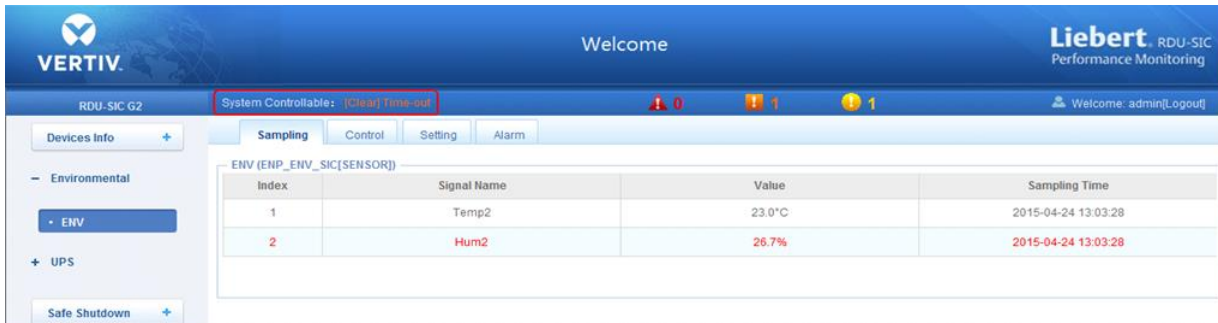 VERTIV.
Welcome
Liebert. RDU-SIC
Performance Monitoring
RDU-SIC G2
System Controllable: [Clear] Time-out
0
1
1
Welcome: admin[Logout]
Devices Info +
Sampling Control Setting Alarm
ENV (ENP_ENV_SIC[SENSOR])
Index Signal Name Value Sampling Time
− Environmental
1 Temp2 23.0°C 2015-04-24 13:03:28
• ENV
2 Hum2 26.7% 2015-04-24 13:03:28
+ UPS
Safe Shutdown +